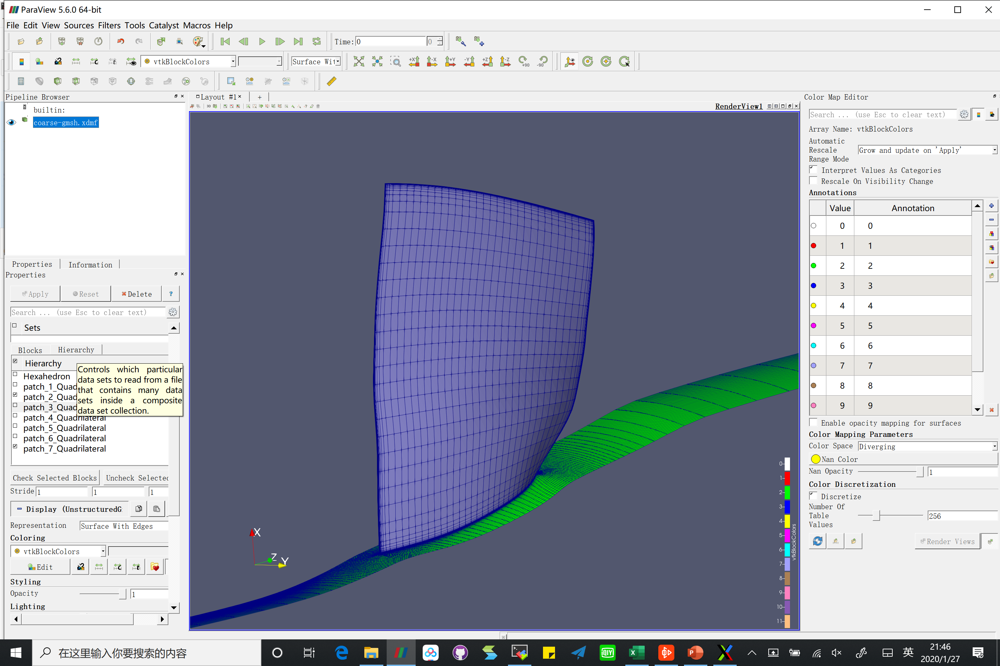 ParaView 5.6.0 64-bit
File Edit View Sources Filters Tools Catalyst Macros Help
Time: 0
0
vtkBlockColors
Surface Wit
+X
-X
+Y
-Y
+Z
-Z
+90
-90
Pipeline Browser
builtin:
coarse-gmsh.xdmf
Properties Information
Properties
Apply Reset Delete ?
Search ... (use Esc to clear text)
Sets
Blocks Hierarchy
Hierarchy
Hexahedron
patch_1_Quad
patch_2_Quad
patch_3_Quad
patch_4_Quadrilateral
patch_5_Quadrilateral
patch_6_Quadrilateral
patch_7_Quadrilateral
Controls which particular
data sets to read from a file
that contains many data
sets inside a composite
data set collection.
Check Selected Blocks Uncheck Selected
Stride 1 1 1
Display (UnstructuredG
Representation Surface With Edges
Coloring
vtkBlockColors
Edit
Styling
Opacity 1
Lighting
Layout #1 +
3D
RenderView1
X
Z
Y
0
1
2
3
4
5
6
7
8
9
10
11
vtkBlockColors
Color Map Editor
Search ... (use Esc to clear text)
Array Name: vtkBlockColors
Automatic
Rescale
Range Mode
Grow and update on 'Apply'
Interpret Values As Categories
Rescale On Visibility Change
Annotations
Value Annotation
0 0
1 1
2 2
3 3
4 4
5 5
6 6
7 7
8 8
9 9
Enable opacity mapping for surfaces
Color Mapping Parameters
Color Space Diverging
Nan Color
Nan Opacity 1
Color Discretization
Discretize
Number Of
Table
Values
256
Render Views
在这里输入你要搜索的内容
QIY
英
21:46
2020/1/27